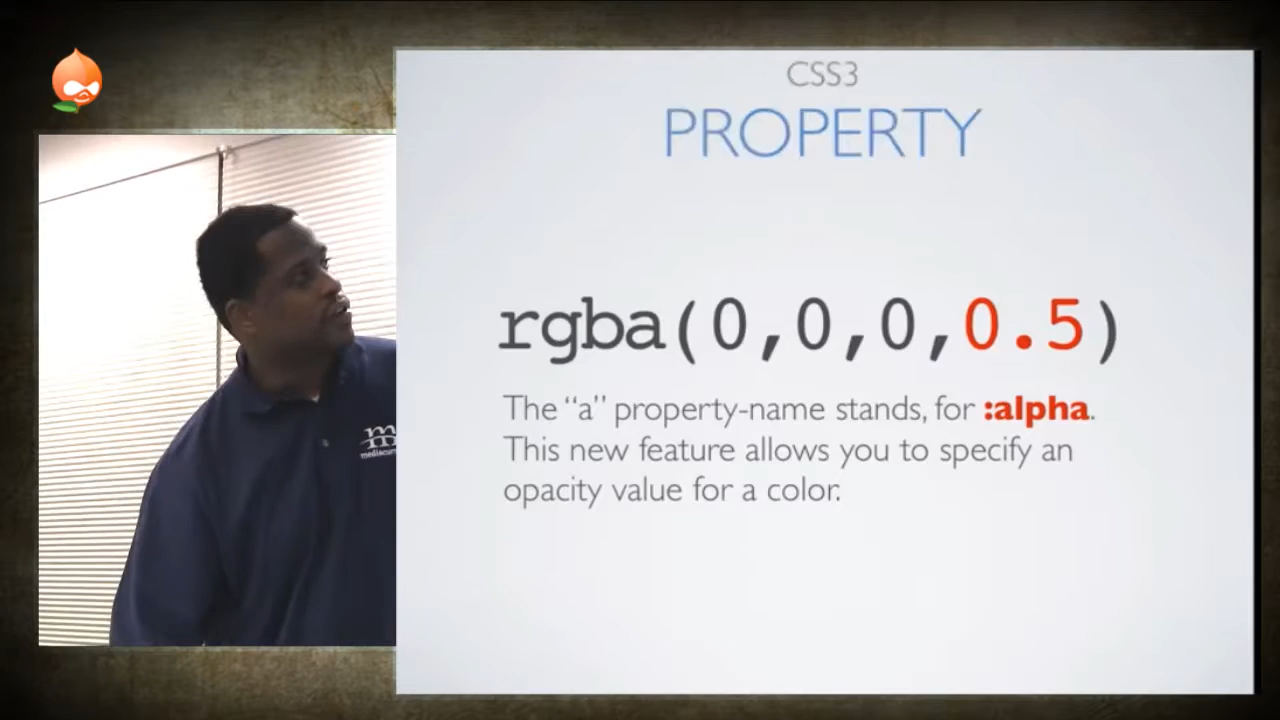 CSS3
PROPERTY
rgba(0,0,0,0.5)
The “a” property-name stands, for :alpha.
This new feature allows you to specify an
opacity value for a color.
m